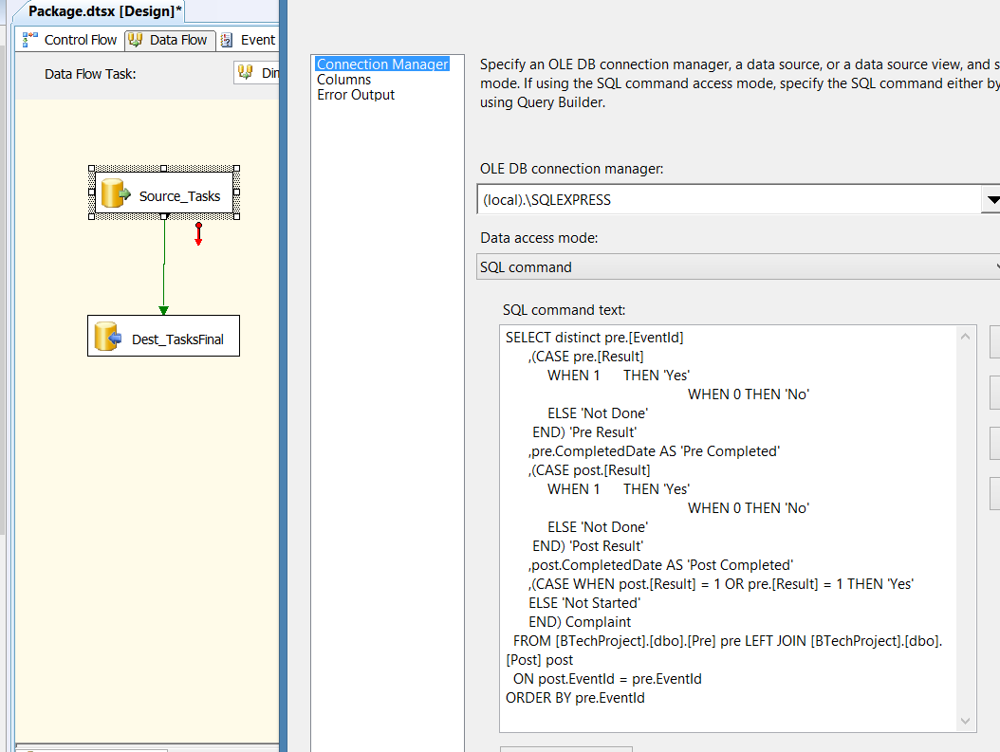 Package.dtsx [Design]*
Control Flow
Data Flow
Event
Data Flow Task:
Source_Tasks
Dest_TasksFinal
Connection Manager
Columns
Error Output
Specify an OLE DB connection manager, a data source, or a data source view, and
mode. If using the SQL command access mode, specify the SQL command either by
using Query Builder.
OLE DB connection manager:
(local).\SQLEXPRESS
Data access mode:
SQL command
SQL command text:
SELECT distinct pre.[EventId]
,(CASE pre.[Result]
WHEN 1 THEN 'Yes'
WHEN 0 THEN 'No'
ELSE 'Not Done'
END) 'Pre Result'
,pre.CompletedDate AS 'Pre Completed'
,(CASE post.[Result]
WHEN 1 THEN 'Yes'
WHEN 0 THEN 'No'
ELSE 'Not Done'
END) 'Post Result'
,post.CompletedDate AS 'Post Completed'
,(CASE WHEN post.[Result] = 1 OR pre.[Result] = 1 THEN 'Yes'
ELSE 'Not Started'
END) Complaint
FROM [BTechProject].[dbo].[Pre] pre LEFT JOIN [BTechProject].[dbo].
[Post] post
ON post.EventId = pre.EventId
ORDER BY pre.EventId